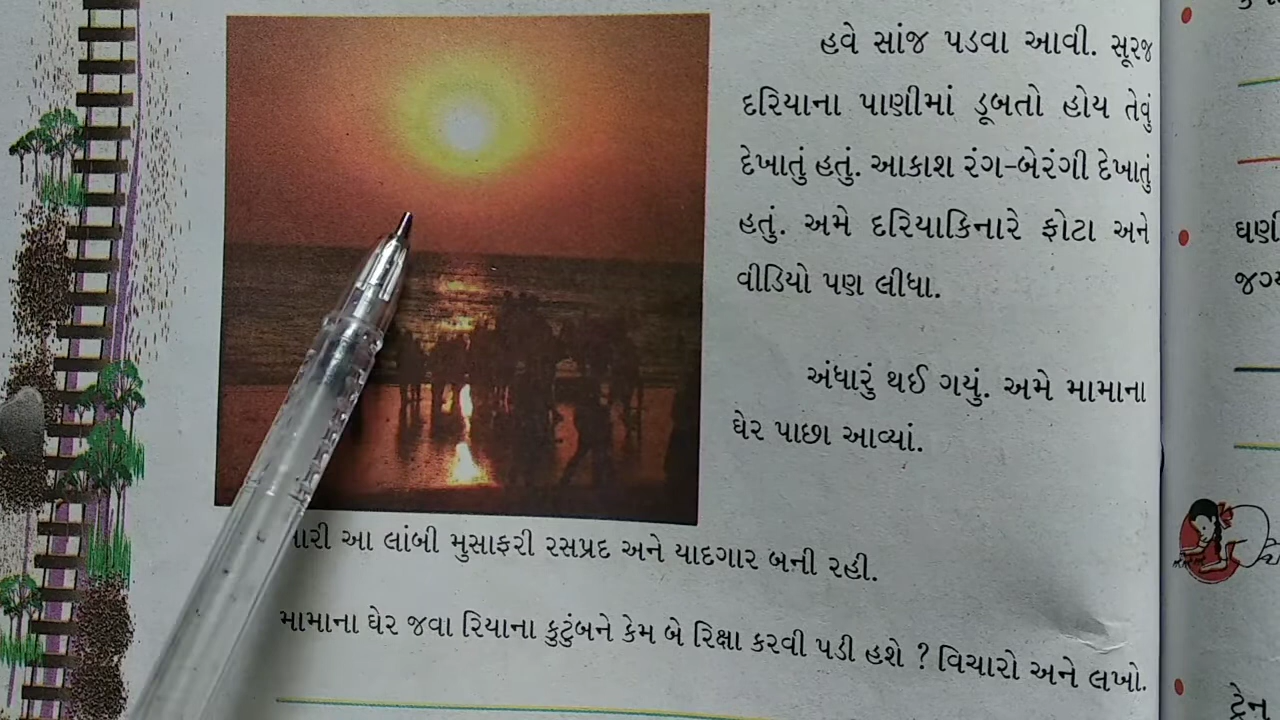 હવે સાંજ પડવા આવી. સૂરજ
દરિયાના પાણીમાં ડૂબતો હોય તેવું
દેખાતું હતું. આકાશ રંગ-બેરંગી દેખાતું
હતું. અમે દરિયાકિનારે ફોટા અને
વીડિયો પણ લીધા.
અંધારું થઈ ગયું. અમે મામાના
ઘેર પાછા આવ્યાં.
આ લાંબી મુસાફરી રસપ્રદ અને યાદગાર બની રહી.
મામાના ઘેર જવા રિયાના કુટુંબને કેમ બે રિક્ષા કરવી પડી હશે ? વિચારો અને લખો.
ઘણી
ટ્રેન